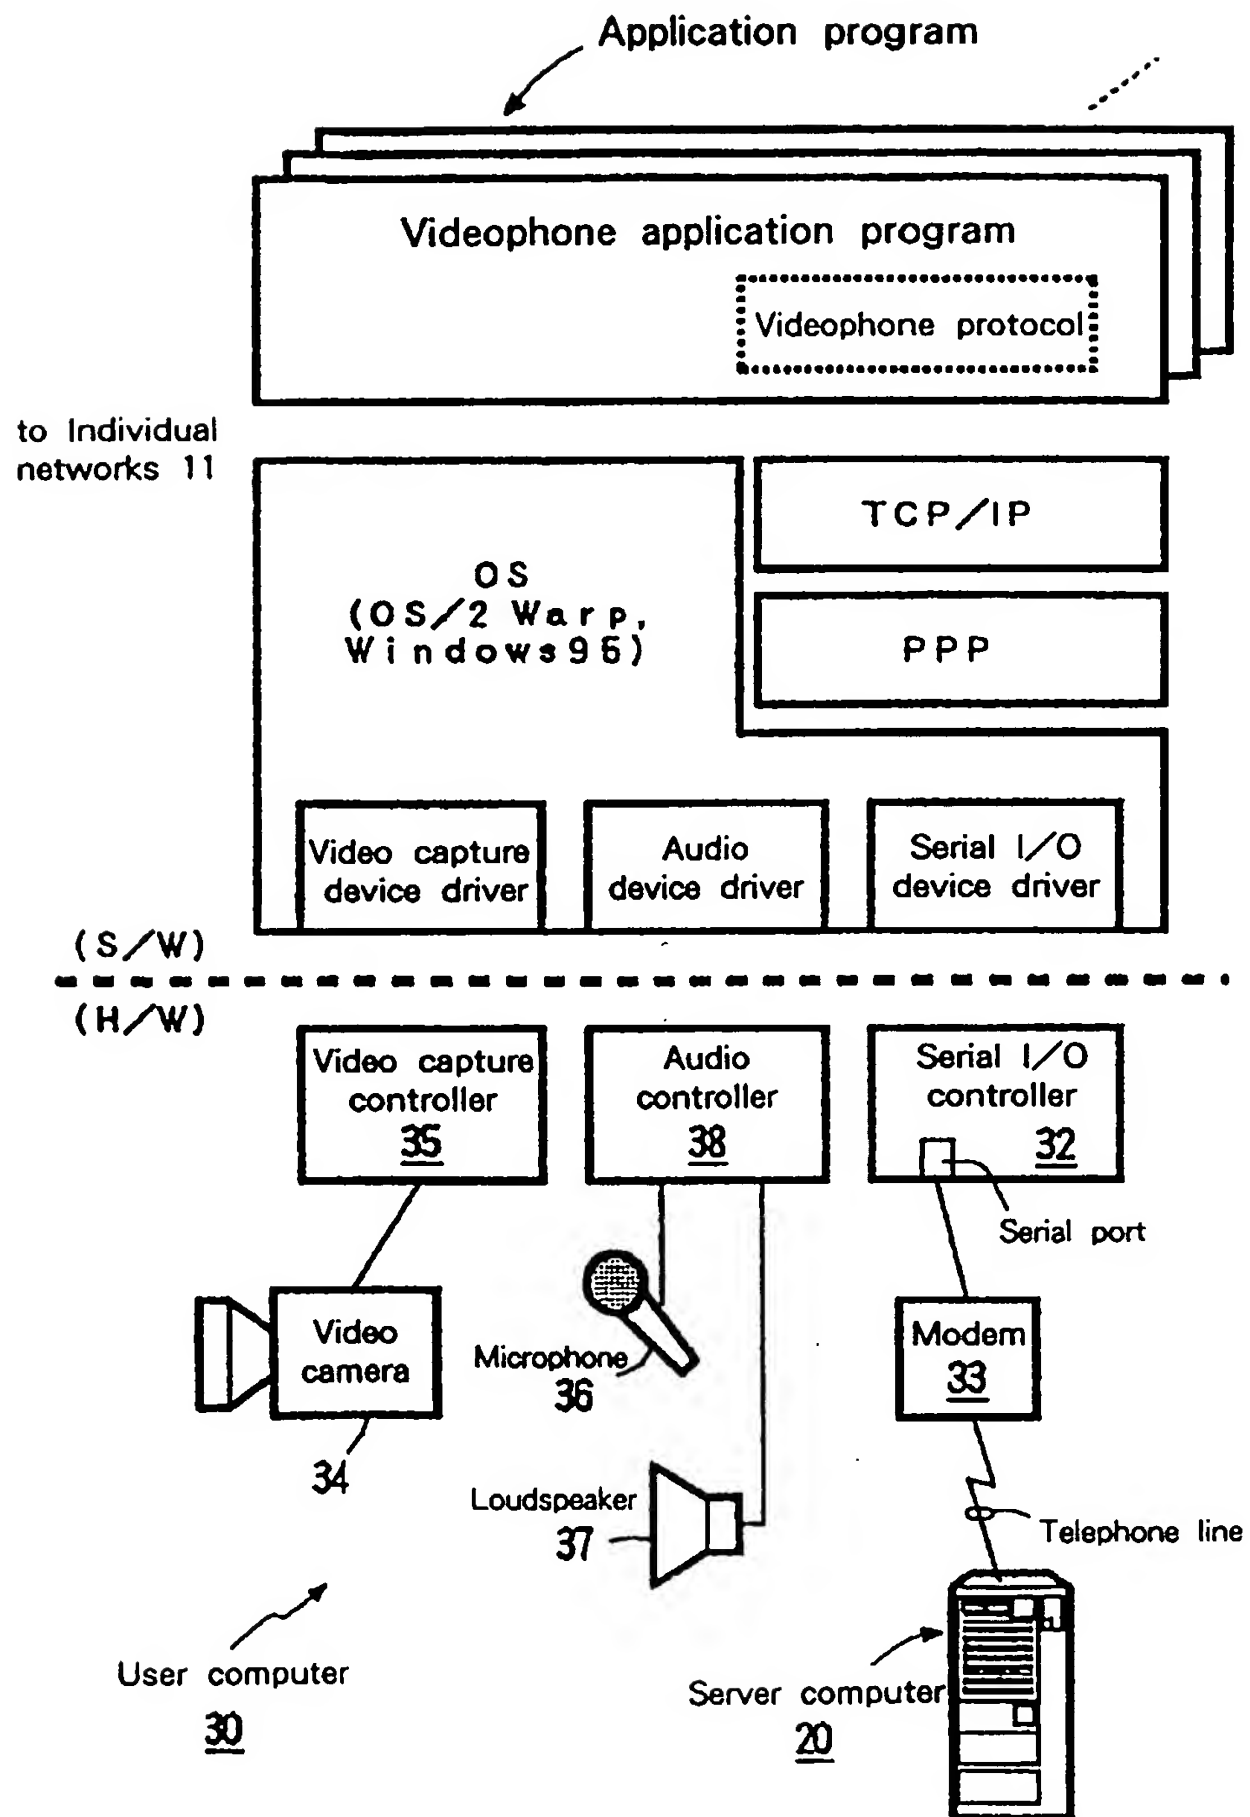 Application program
Videophone application program
Videophone protocol
to Individual
networks 11
TCP/IP
OS
(OS/2 Warp,
Windows95)
PPP
Video capture
device driver
Audio
device driver
Serial I/O
device driver
(S/W)
(H/W)
Video capture
controller
35
Audio
controller
38
Serial I/O
controller
32
Serial port
Video
camera
34
Microphone
36
Modem
33
Loudspeaker
37
Telephone line
User computer
30
Server computer
20